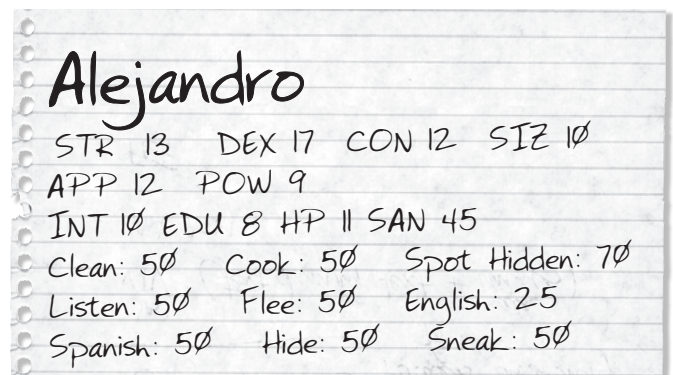 Alejandro
STR 13 DEX 17 CON 12 SIZ 10
APP 12 POW 9
INT 10 EDU 8 HP 11 SAN 45
Clean: 50 Cook: 50 Spot Hidden: 70
Listen: 50 Flee: 50 English: 25
Spanish: 50 Hide: 50 Sneak: 50